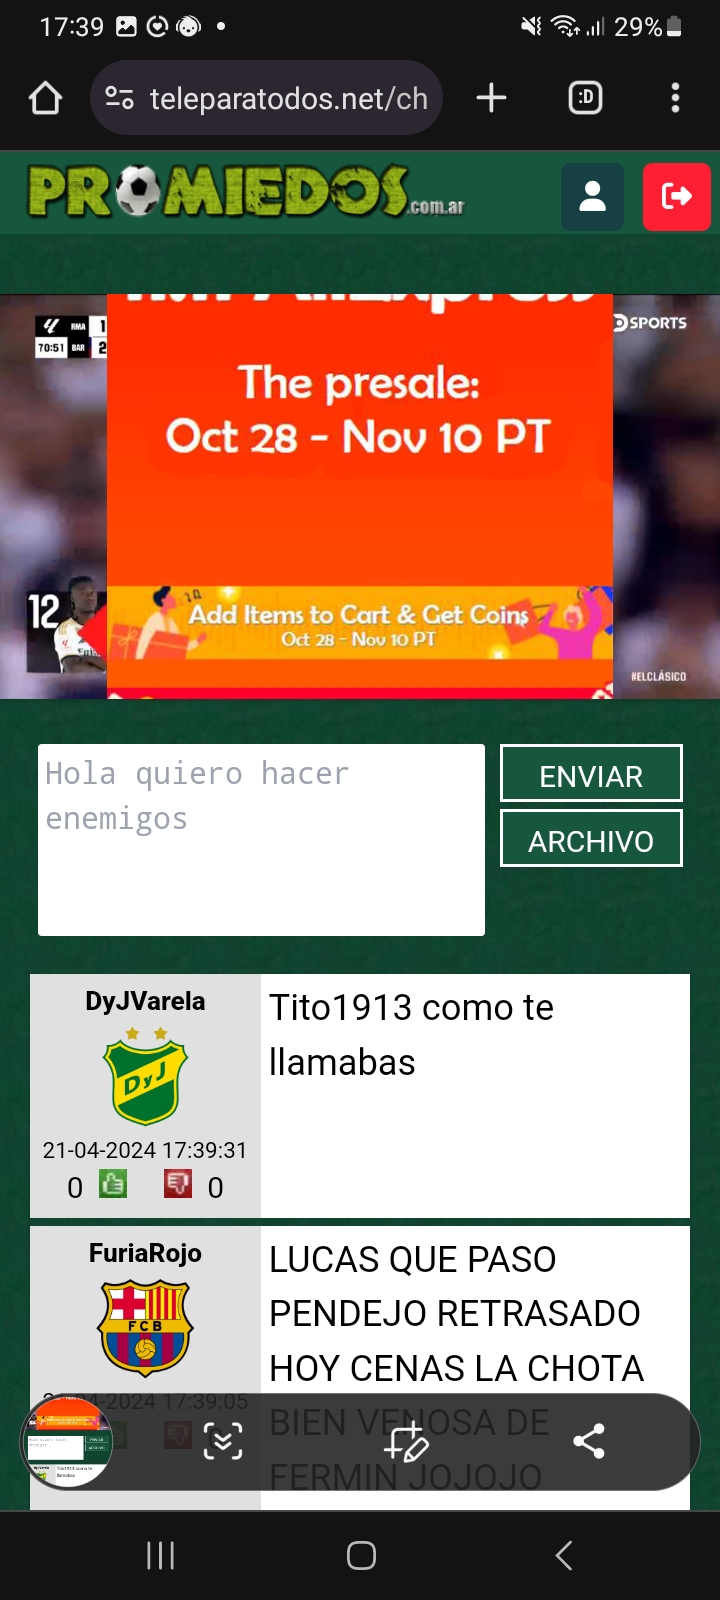 17:39
29%
:D
teleparatodos.net/ch
PROMIEDOS.com.ar
RMA 1
70:51 BAR 2
SPORTS
The presale:
Oct 28 - Nov 10 PT
12
Add Items to Cart & Get Coins
Oct 28 - Nov 10 PT
#ELCLÁSICO
Hola quiero hacer
enemigos
ENVIAR
ARCHIVO
DyJVarela
DyJ
21-04-2024 17:39:31
0 0
Tito1913 como te
llamabas
FuriaRojo
FCB
21-04-2024 17:39:05
LUCAS QUE PASO
PENDEJO RETRASADO
HOY CENAS LA CHOTA
BIEN VENOSA DE
FERMIN JOJOJO